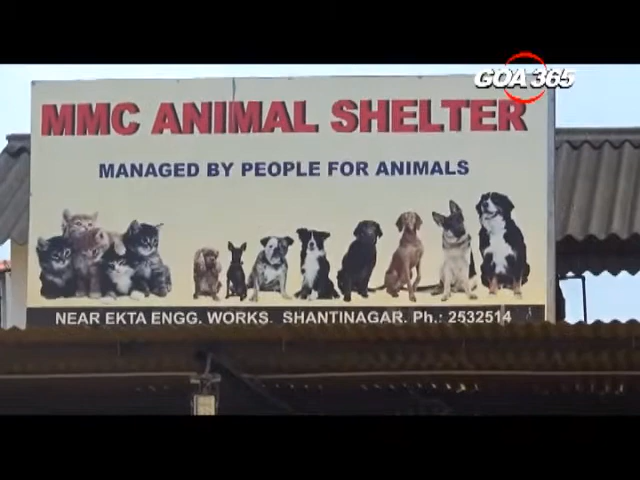 GOA 365
MMC ANIMAL SHELTER
MANAGED BY PEOPLE FOR ANIMALS
NEAR EKTA ENGG. WORKS. SHANTINAGAR. Ph.: 2532514